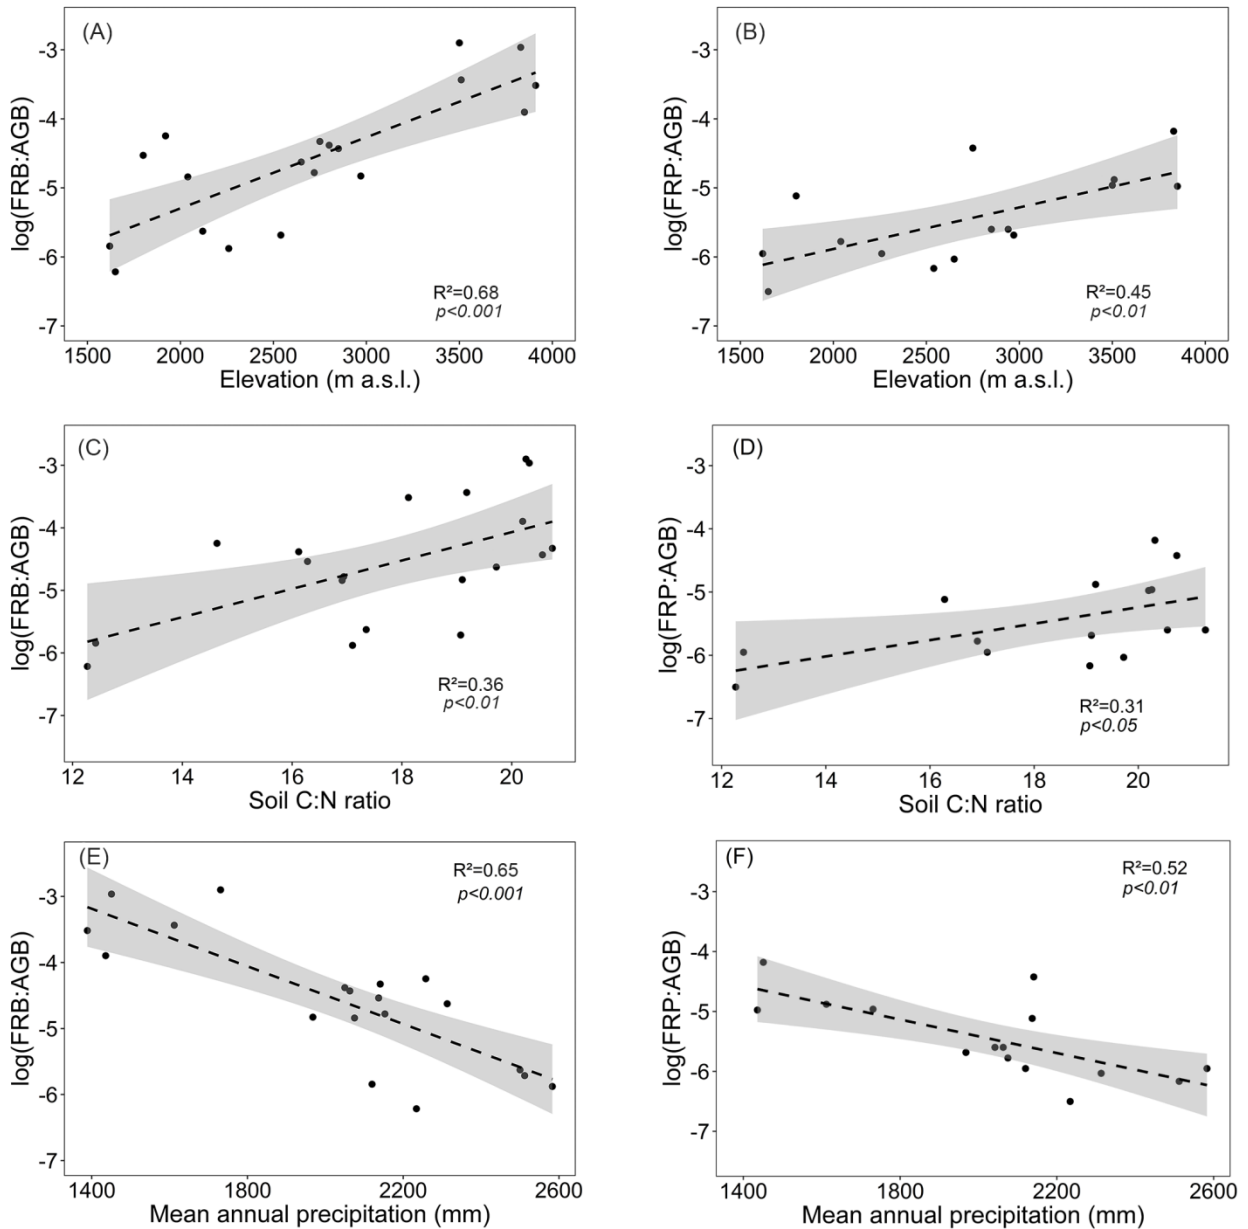 (A)
-3
-4
-5
-6
-7
log(FRB:AGB)
R²=0.68
p<0.001
1500 2000 2500 3000 3500 4000
Elevation (m a.s.l.)
(B)
-3
-4
-5
-6
-7
log(FRP:AGB)
R²=0.45
p<0.01
1500 2000 2500 3000 3500 4000
Elevation (m a.s.l.)
(C)
-3
-4
-5
-6
-7
log(FRB:AGB)
R²=0.36
p<0.01
12 14 16 18 20
Soil C:N ratio
(D)
-3
-4
-5
-6
-7
log(FRP:AGB)
R²=0.31
p<0.05
12 14 16 18 20
Soil C:N ratio
(E)
R²=0.65
p<0.001
-3
-4
-5
-6
-7
log(FRB:AGB)
1400 1800 2200 2600
Mean annual precipitation (mm)
(F)
R²=0.52
p<0.01
-3
-4
-5
-6
-7
log(FRP:AGB)
1400 1800 2200 2600
Mean annual precipitation (mm)